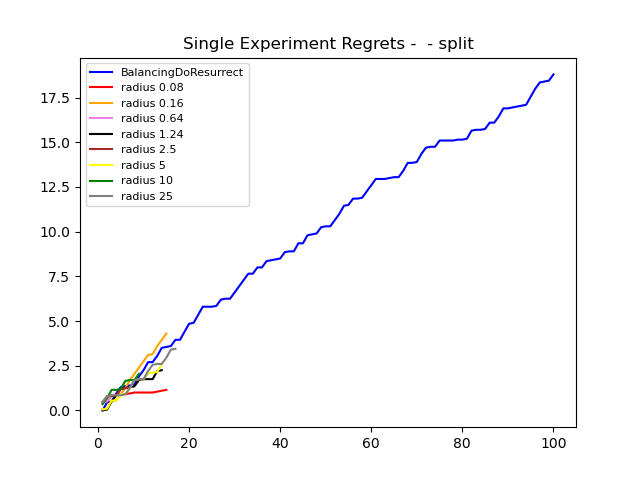 Single Experiment Regrets -  - split
BalancingDoResurrect
radius 0.08
radius 0.16
radius 0.64
radius 1.24
radius 2.5
radius 5
radius 10
radius 25
17.5
15.0
12.5
10.0
7.5
5.0
2.5
0.0
0 20 40 60 80 100